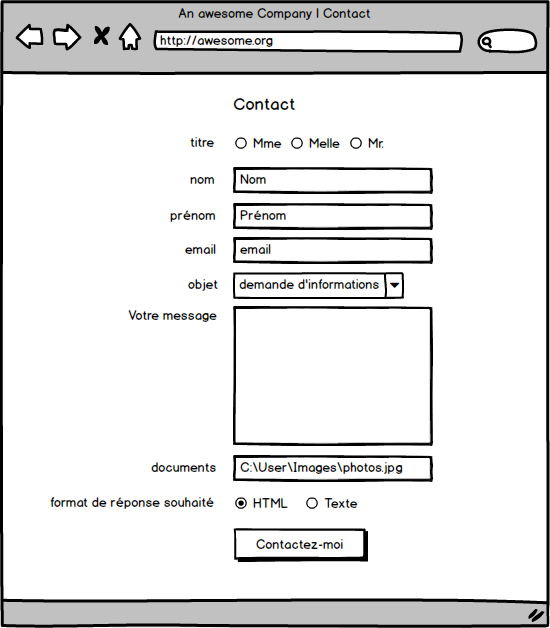 An awesome Company | Contact
http://awesome.org
Contact
titre Mme Melle Mr.
nom Nom
prénom Prénom
email email
objet demande d'informations
Votre message
documents C:\User\Images\photos.jpg
format de réponse souhaité HTML Texte
Contactez-moi